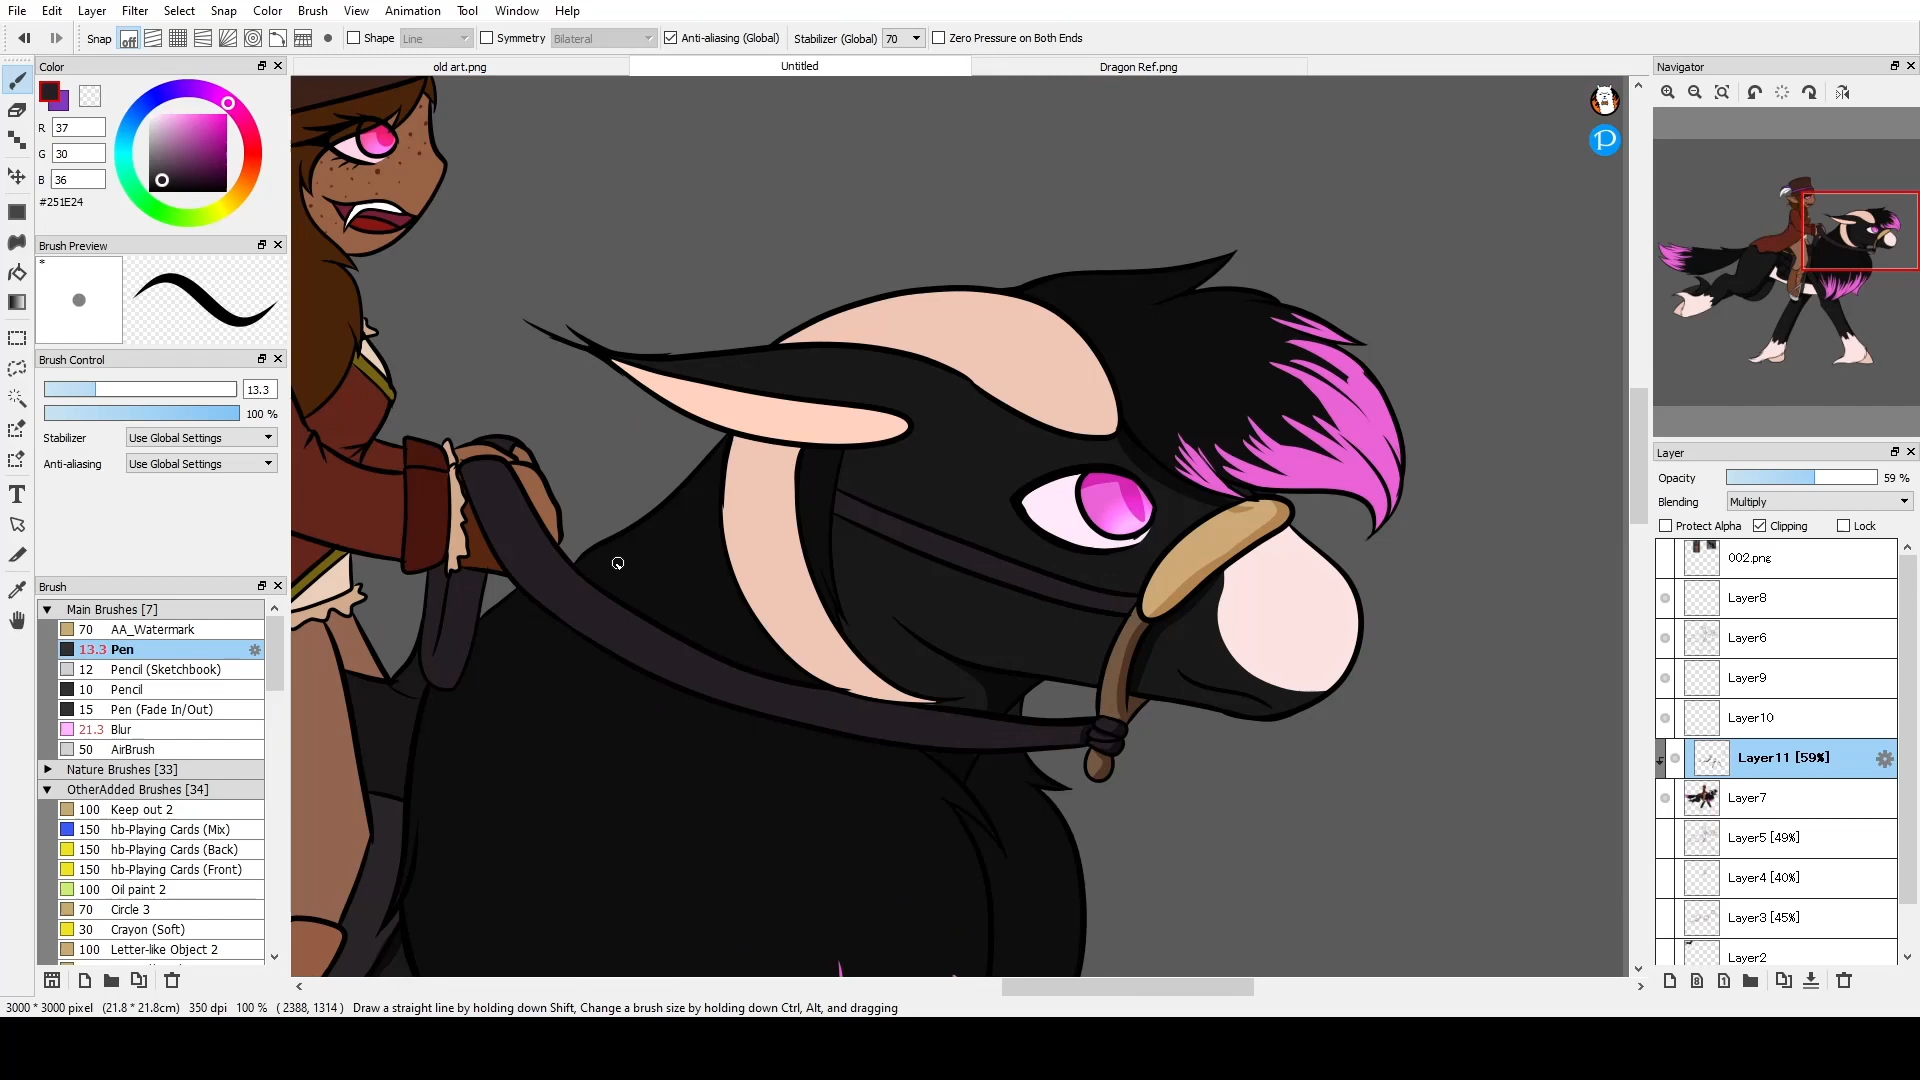 File Edit Layer Filter Select Snap Color Brush View Animation Tool Window Help
Snap off Shape Line Symmetry Bilateral Anti-aliasing (Global) Stabilizer (Global) 70 Zero Pressure on Both Ends
Color
old art.png Untitled Dragon Ref.png
Navigator
R 37
G 30
B 36
#251E24
Brush Preview
*
Brush Control
13.3
100 %
Stabilizer Use Global Settings
Anti-aliasing Use Global Settings
Brush
Main Brushes [7]
70 AA_Watermark
13.3 Pen
12 Pencil (Sketchbook)
10 Pencil
15 Pen (Fade In/Out)
21.3 Blur
50 AirBrush
Nature Brushes [33]
OtherAdded Brushes [34]
100 Keep out 2
150 hb-Playing Cards (Mix)
150 hb-Playing Cards (Back)
150 hb-Playing Cards (Front)
100 Oil paint 2
70 Circle 3
30 Crayon (Soft)
100 Letter-like Object 2
Layer
Opacity 59 %
Blending Multiply
Protect Alpha Clipping Lock
002.png
Layer8
Layer6
Layer9
Layer10
Layer11 [59%]
Layer7
Layer5 [49%]
Layer4 [40%]
Layer3 [45%]
Layer2
3000 * 3000 pixel (21.8 * 21.8cm) 350 dpi 100 % ( 2388, 1314 ) Draw a straight line by holding down Shift, Change a brush size by holding down Ctrl, Alt, and dragging